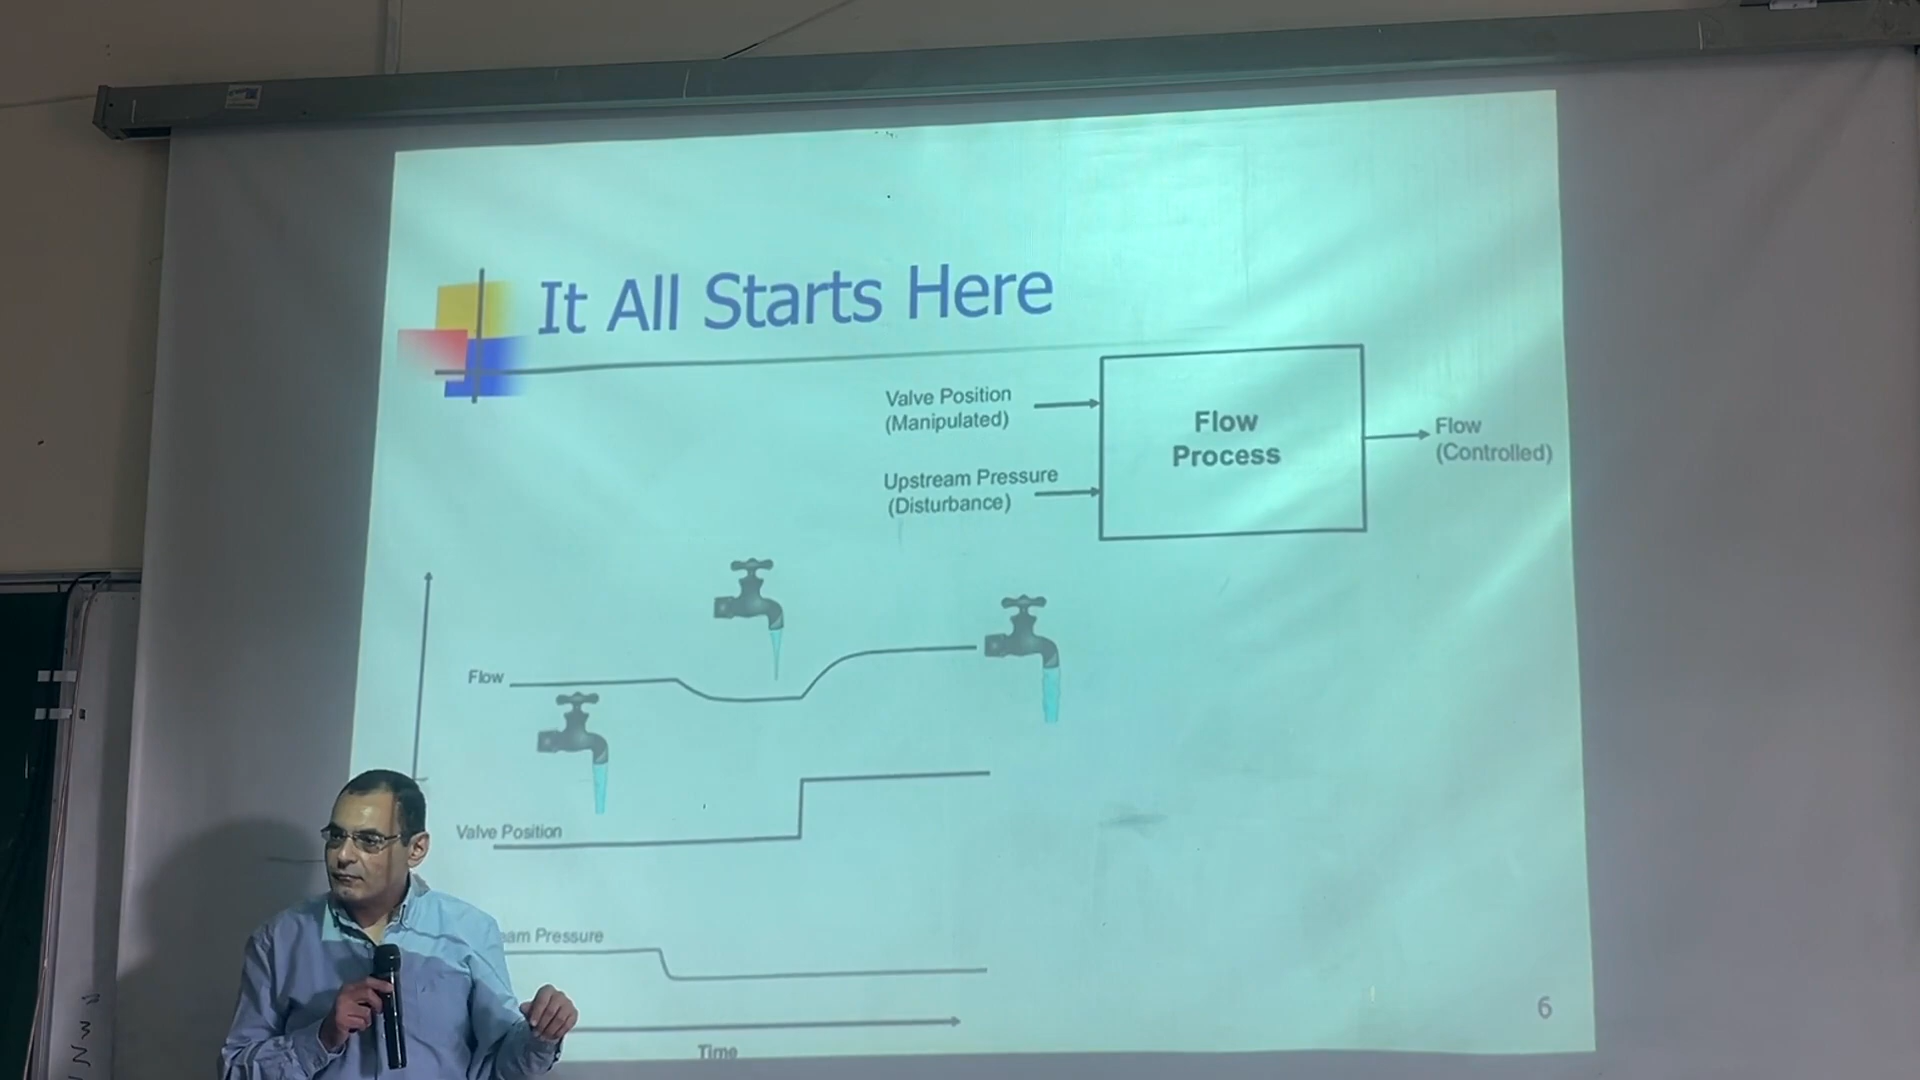 It All Starts Here
Valve Position
(Manipulated)
Upstream Pressure
(Disturbance)
Flow
Process
Flow
(Controlled)
Flow
Valve Position
Pressure
Time
6